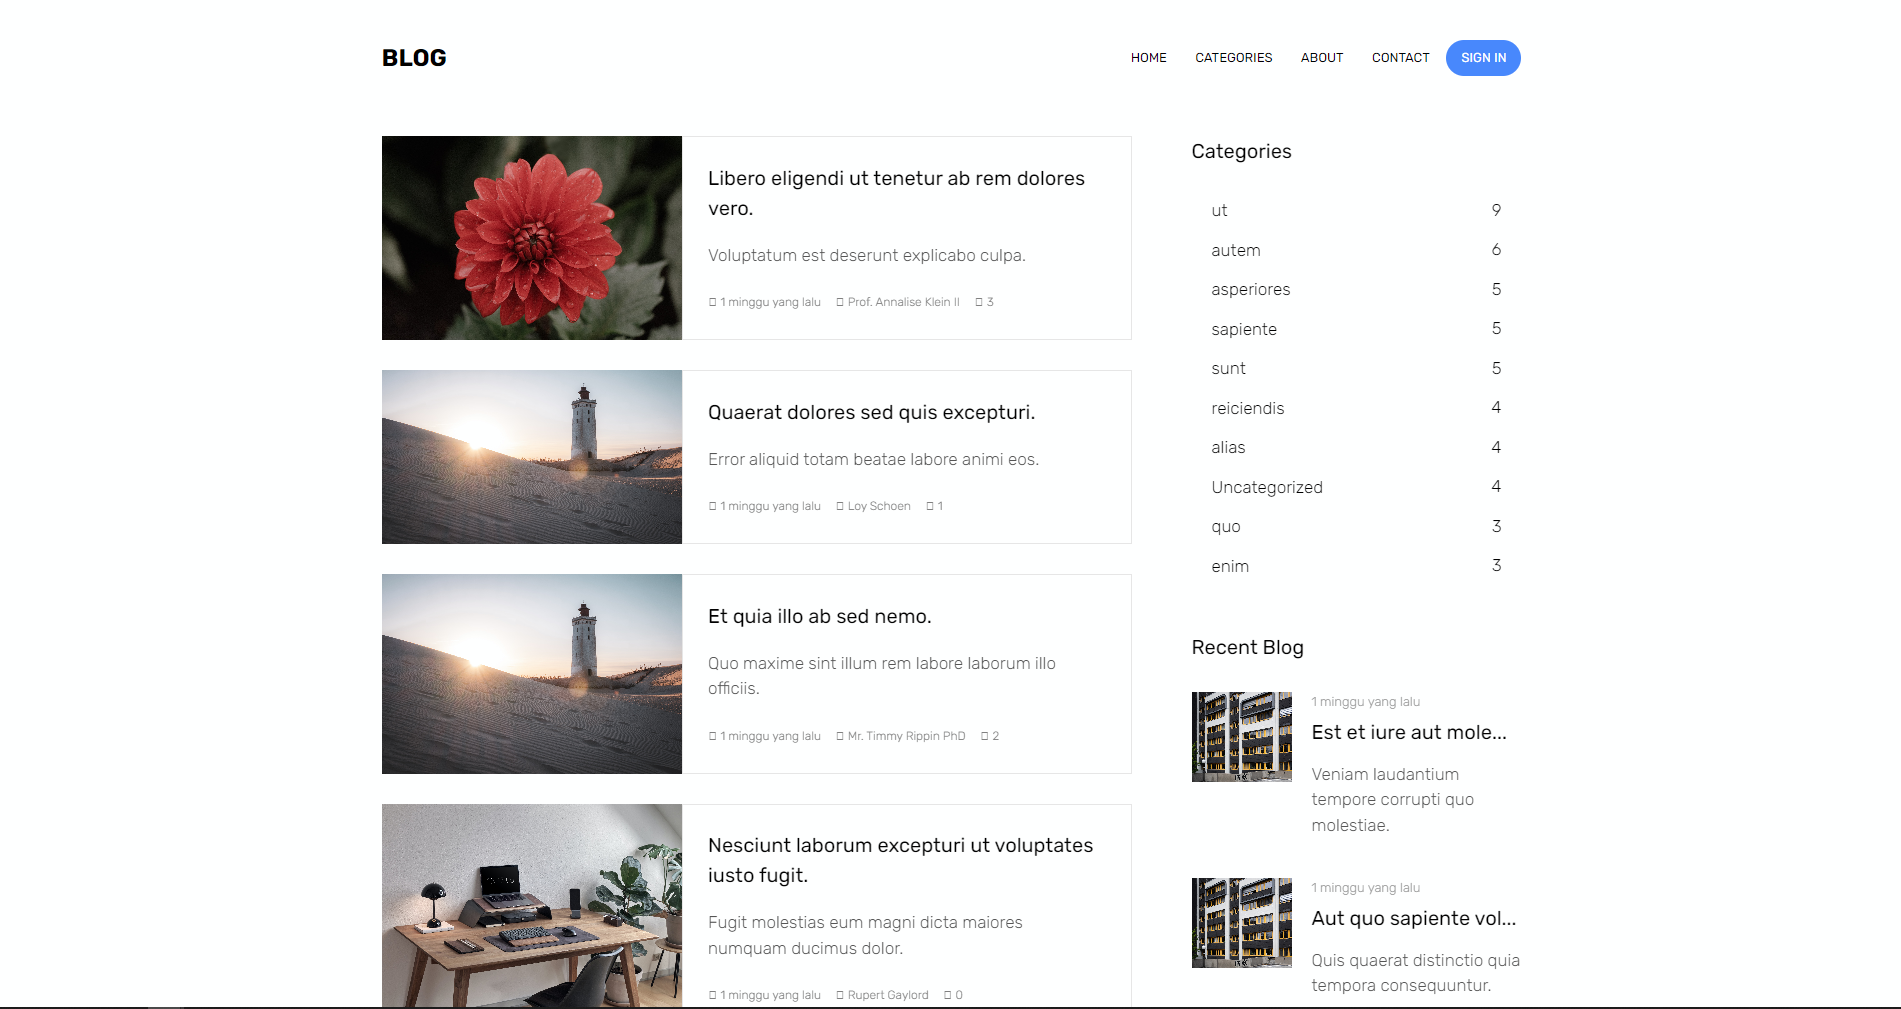 BLOG
HOME CATEGORIES ABOUT CONTACT SIGN IN
Libero eligendi ut tenetur ab rem dolores
vero.
Voluptatum est deserunt explicabo culpa.
1 minggu yang lalu Prof. Annalise Klein II 3
Quaerat dolores sed quis excepturi.
Error aliquid totam beatae labore animi eos.
1 minggu yang lalu Loy Schoen 1
Et quia illo ab sed nemo.
Quo maxime sint illum rem labore laborum illo
officiis.
1 minggu yang lalu Mr. Timmy Rippin PhD 2
Nesciunt laborum excepturi ut voluptates
iusto fugit.
Fugit molestias eum magni dicta maiores
numquam ducimus dolor.
1 minggu yang lalu Rupert Gaylord 0
Categories
ut 9
autem 6
asperiores 5
sapiente 5
sunt 5
reiciendis 4
alias 4
Uncategorized 4
quo 3
enim 3
Recent Blog
1 minggu yang lalu
Est et iure aut mole...
Veniam laudantium
tempore corrupti quo
molestiae.
1 minggu yang lalu
Aut quo sapiente vol...
Quis quaerat distinctio quia
tempora consequuntur.